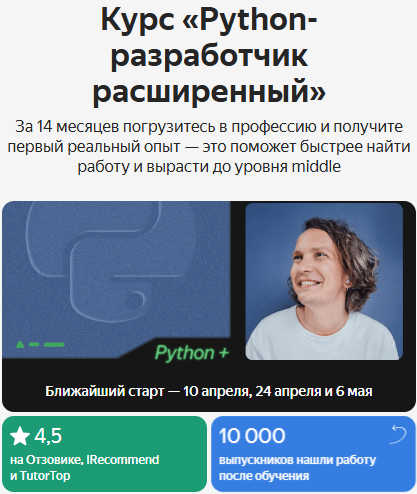 Курс «Python-
разработчик
расширенный»
За 14 месяцев погрузитесь в профессию и получите
первый реальный опыт — это поможет быстрее найти
работу и вырасти до уровня middle
Python +
Ближайший старт — 10 апреля, 24 апреля и 6 мая
4,5
на Отзовике, IRecommend
и TutorTop
10 000
выпускников нашли работу
после обучения